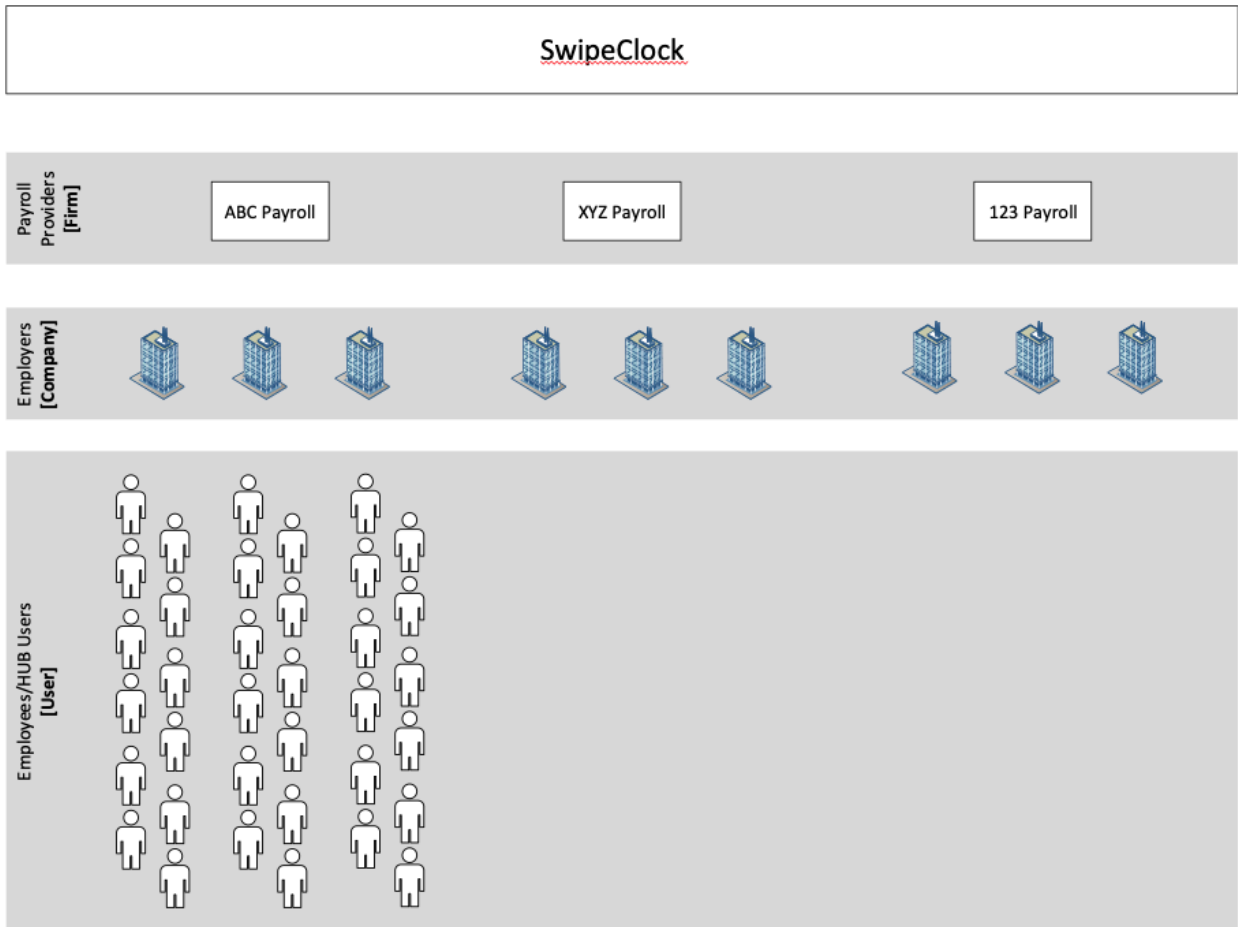 SwipeClock
Payroll
Providers
[Firm]
ABC Payroll
XYZ Payroll
123 Payroll
Employers
[Company]
Employees/HUB Users
[User]